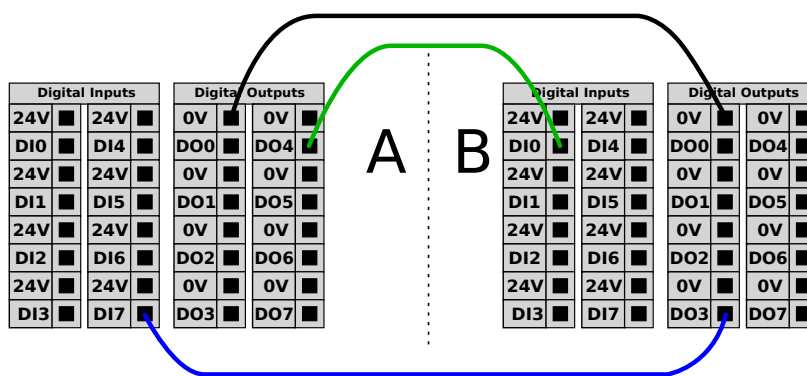 Digital Inputs Digital Outputs Digital Inputs Digital Outputs
24V 24V 0V 0V 24V 24V 0V 0V
DI0 DI4 DO0 DO4 A B DI0 DI4 DO0 DO4
24V 24V 0V 0V 24V 24V 0V 0V
DI1 DI5 DO1 DO5 DI1 DI5 DO1 DO5
24V 24V 0V 0V 24V 24V 0V 0V
DI2 DI6 DO2 DO6 DI2 DI6 DO2 DO6
24V 24V 0V 0V 24V 24V 0V 0V
DI3 DI7 DO3 DO7 DI3 DI7 DO3 DO7